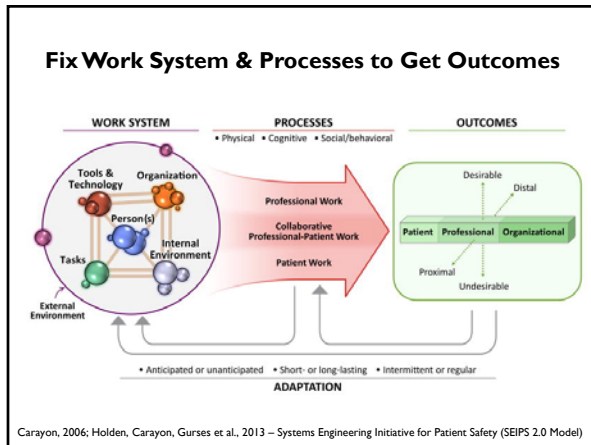 Fix Work System & Processes to Get Outcomes
WORK SYSTEM
PROCESSES
OUTCOMES
▪ Physical ▪ Cognitive ▪ Social/behavioral
Tools &
Technology
Organization
Person(s)
Internal
Environment
Tasks
External
Environment
Professional Work
Collaborative
Professional-Patient Work
Patient Work
Desirable
Distal
Patient
Professional
Organizational
Proximal
Undesirable
• Anticipated or unanticipated • Short- or long-lasting • Intermittent or regular
ADAPTATION
Carayon, 2006; Holden, Carayon, Gurses et al., 2013 – Systems Engineering Initiative for Patient Safety (SEIPS 2.0 Model)